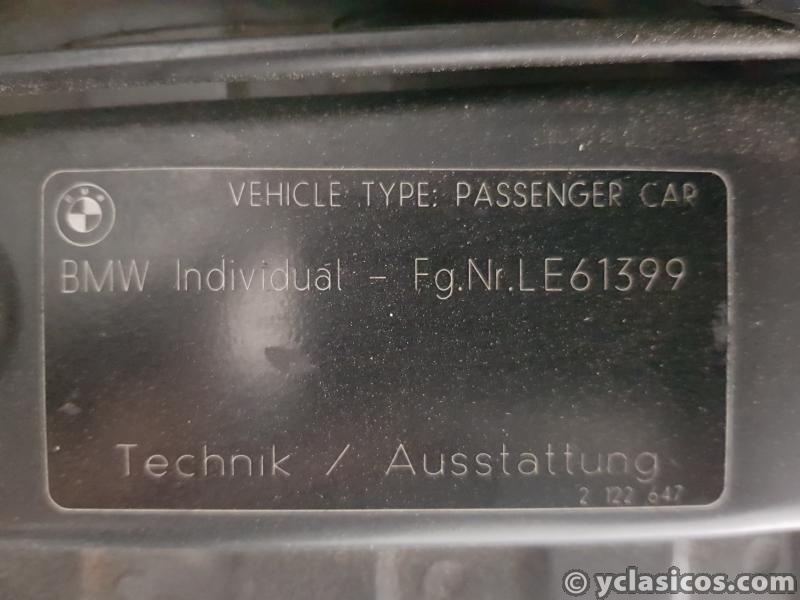 VEHICLE TYPE: PASSENGER CAR
BMW Individual - Fg.Nr.LE61399
Technik / Ausstattung
2 122 647
© yclasicos.com